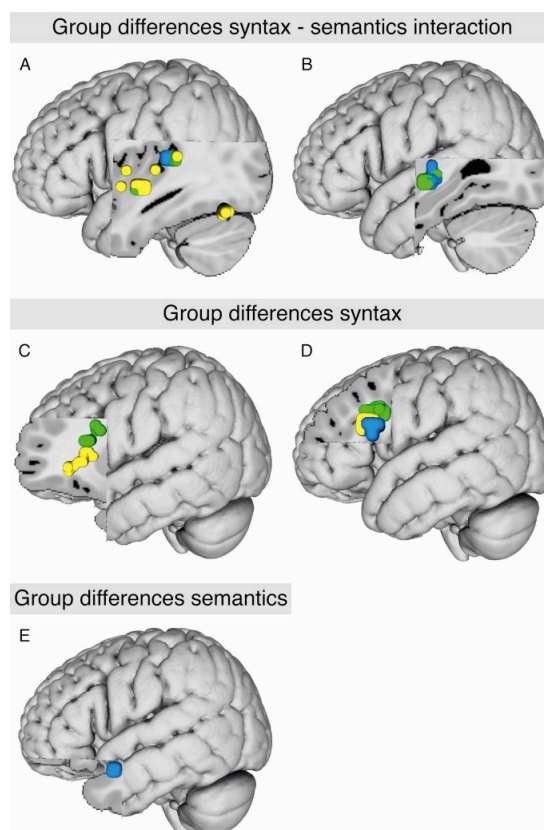 Group differences syntax - semantics interaction
A
B
Group differences syntax
C
D
Group differences semantics
E